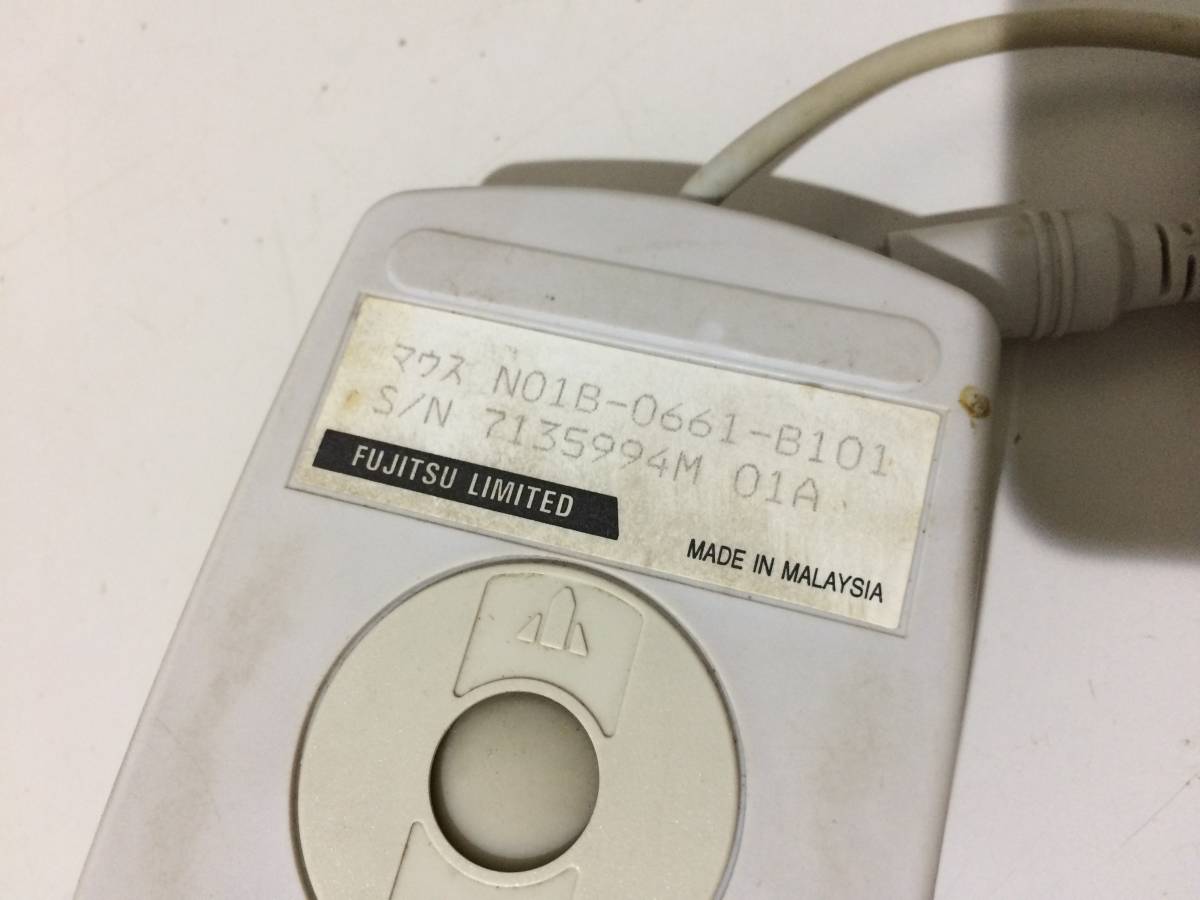 マウス N01B-0661-B101
S/N 7135994M 01A
FUJITSU LIMITED
MADE IN MALAYSIA